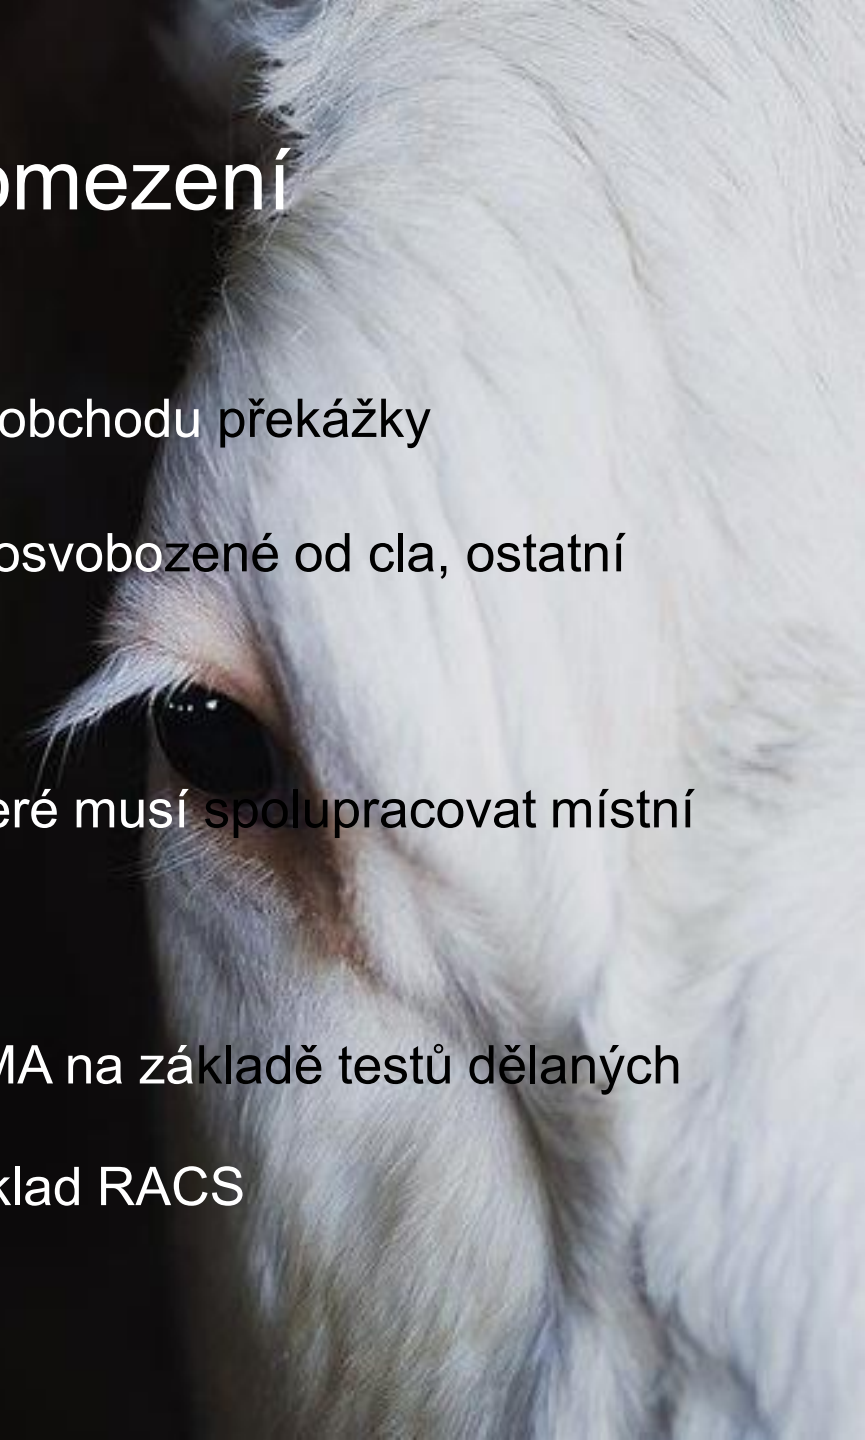 omezení
obchodu překážky
osvobozené od cla, ostatní
eré musí spolupracovat místní
MA na základě testů dělaných
klad RACS